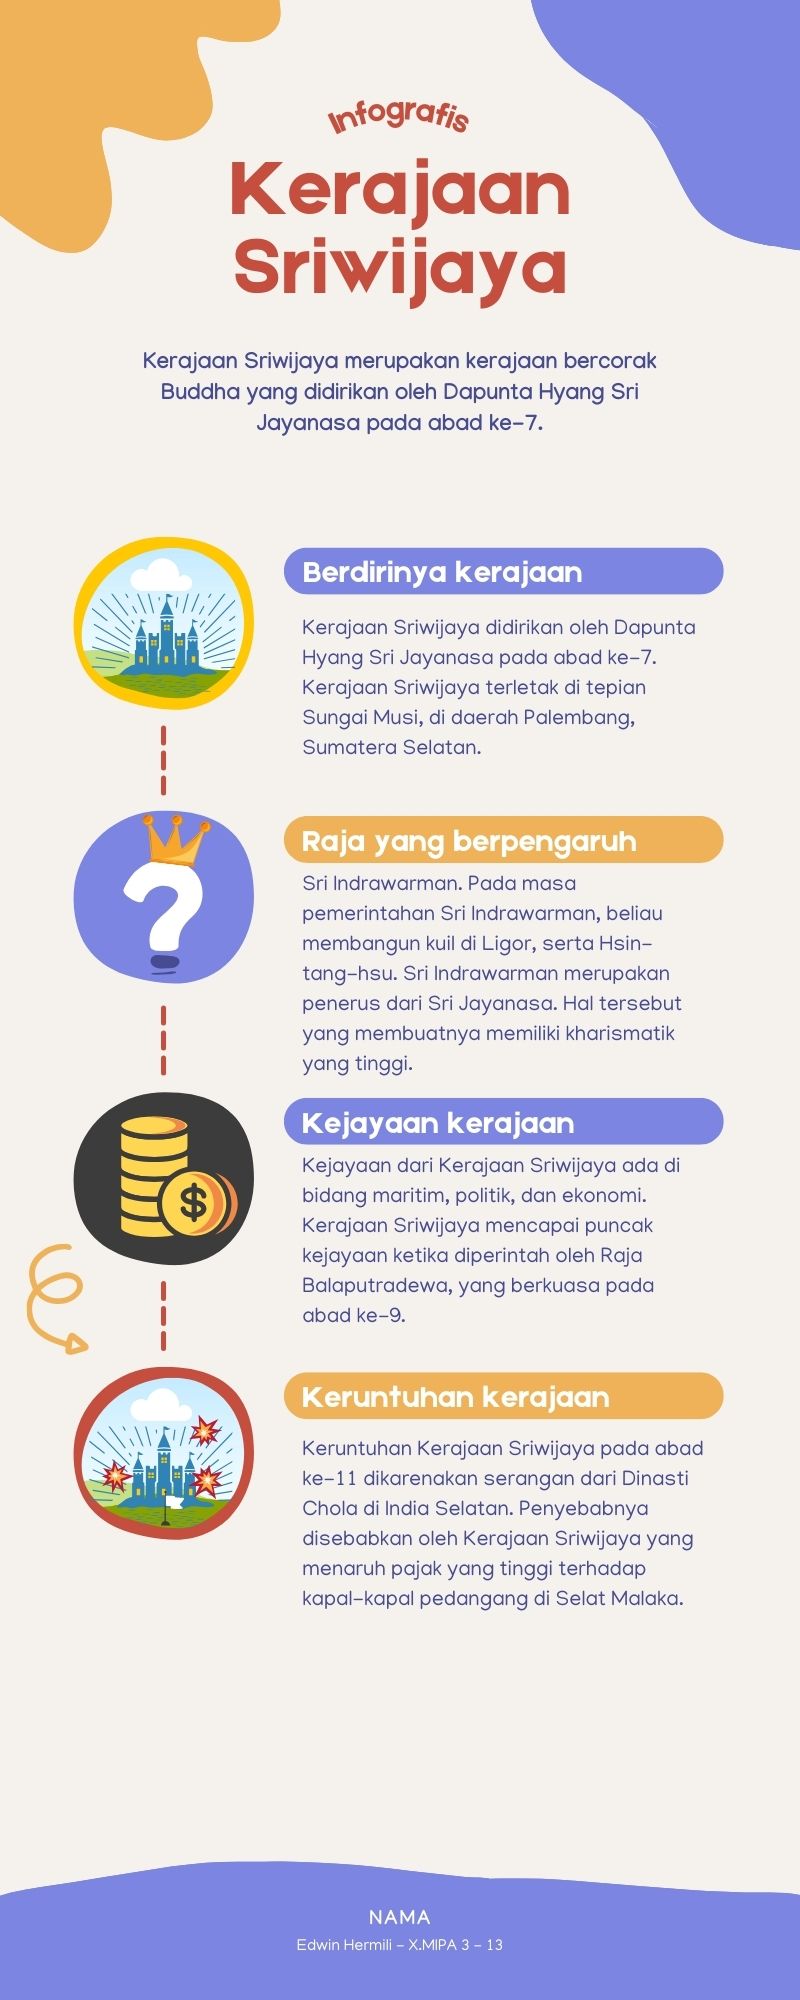 Infografis
Kerajaan
Sriwijaya
Kerajaan Sriwijaya merupakan kerajaan bercorak
Buddha yang didirikan oleh Dapunta Hyang Sri
Jayanasa pada abad ke-7.
Berdirinya kerajaan
Kerajaan Sriwijaya didirikan oleh Dapunta
Hyang Sri Jayanasa pada abad ke-7.
Kerajaan Sriwijaya terletak di tepian
Sungai Musi, di daerah Palembang,
Sumatera Selatan.
Raja yang berpengaruh
Sri Indrawarman. Pada masa
pemerintahan Sri Indrawarman, beliau
membangun kuil di Ligor, serta Hsin-
tang-hsu. Sri Indrawarman merupakan
penerus dari Sri Jayanasa. Hal tersebut
yang membuatnya memiliki kharismatik
yang tinggi.
Kejayaan kerajaan
Kejayaan dari Kerajaan Sriwijaya ada di
bidang maritim, politik, dan ekonomi.
Kerajaan Sriwijaya mencapai puncak
kejayaan ketika diperintah oleh Raja
Balaputradewa, yang berkuasa pada
abad ke-9.
Keruntuhan kerajaan
Keruntuhan Kerajaan Sriwijaya pada abad
ke-11 dikarenakan serangan dari Dinasti
Chola di India Selatan. Penyebabnya
disebabkan oleh Kerajaan Sriwijaya yang
menaruh pajak yang tinggi terhadap
kapal-kapal pedangang di Selat Malaka.
NAMA
Edwin Hermili - X.MIPA 3 - 13